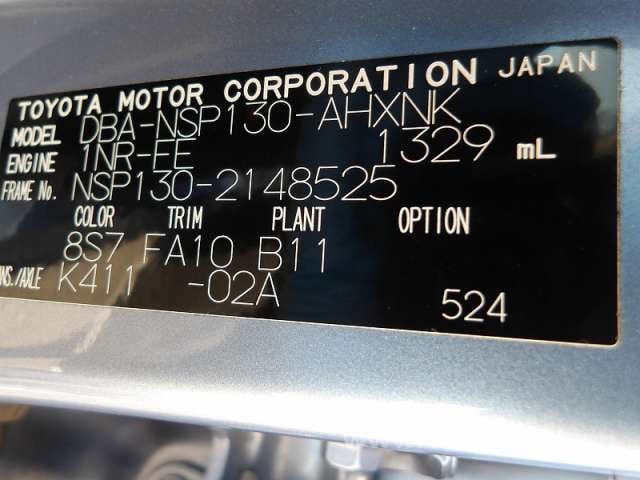 TOYOTA MOTOR CORPORATION JAPAN
MODEL DBA-NSP130-AHXNK
ENGINE 1NR-FE 1329 mL
FRAME No. NSP130-2148525
COLOR TRIM PLANT OPTION
8S7 FA10 B11
NS./AXLE K411 -02A
524